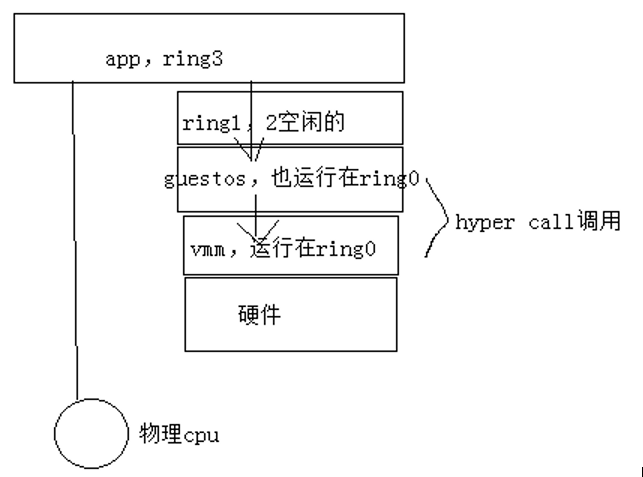 app，ring3
ring1，2空闲的
guestos，也运行在ring0
hyper call调用
vmm，运行在ring0
硬件
物理cpu